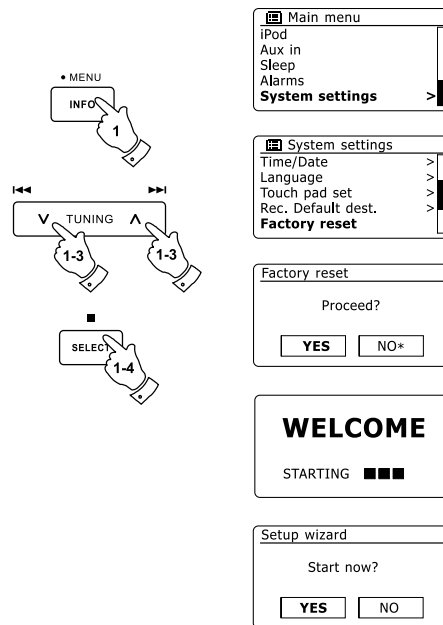 • MENU
INFO
1
V TUNING Λ
1-3 1-3
SELECT
1-4
Main menu
iPod
Aux in
Sleep
Alarms
System settings >
System settings
Time/Date >
Language >
Touch pad set >
Rec. Default dest. >
Factory reset
Factory reset
Proceed?
YES NO*
WELCOME
STARTING
Setup wizard
Start now?
YES NO